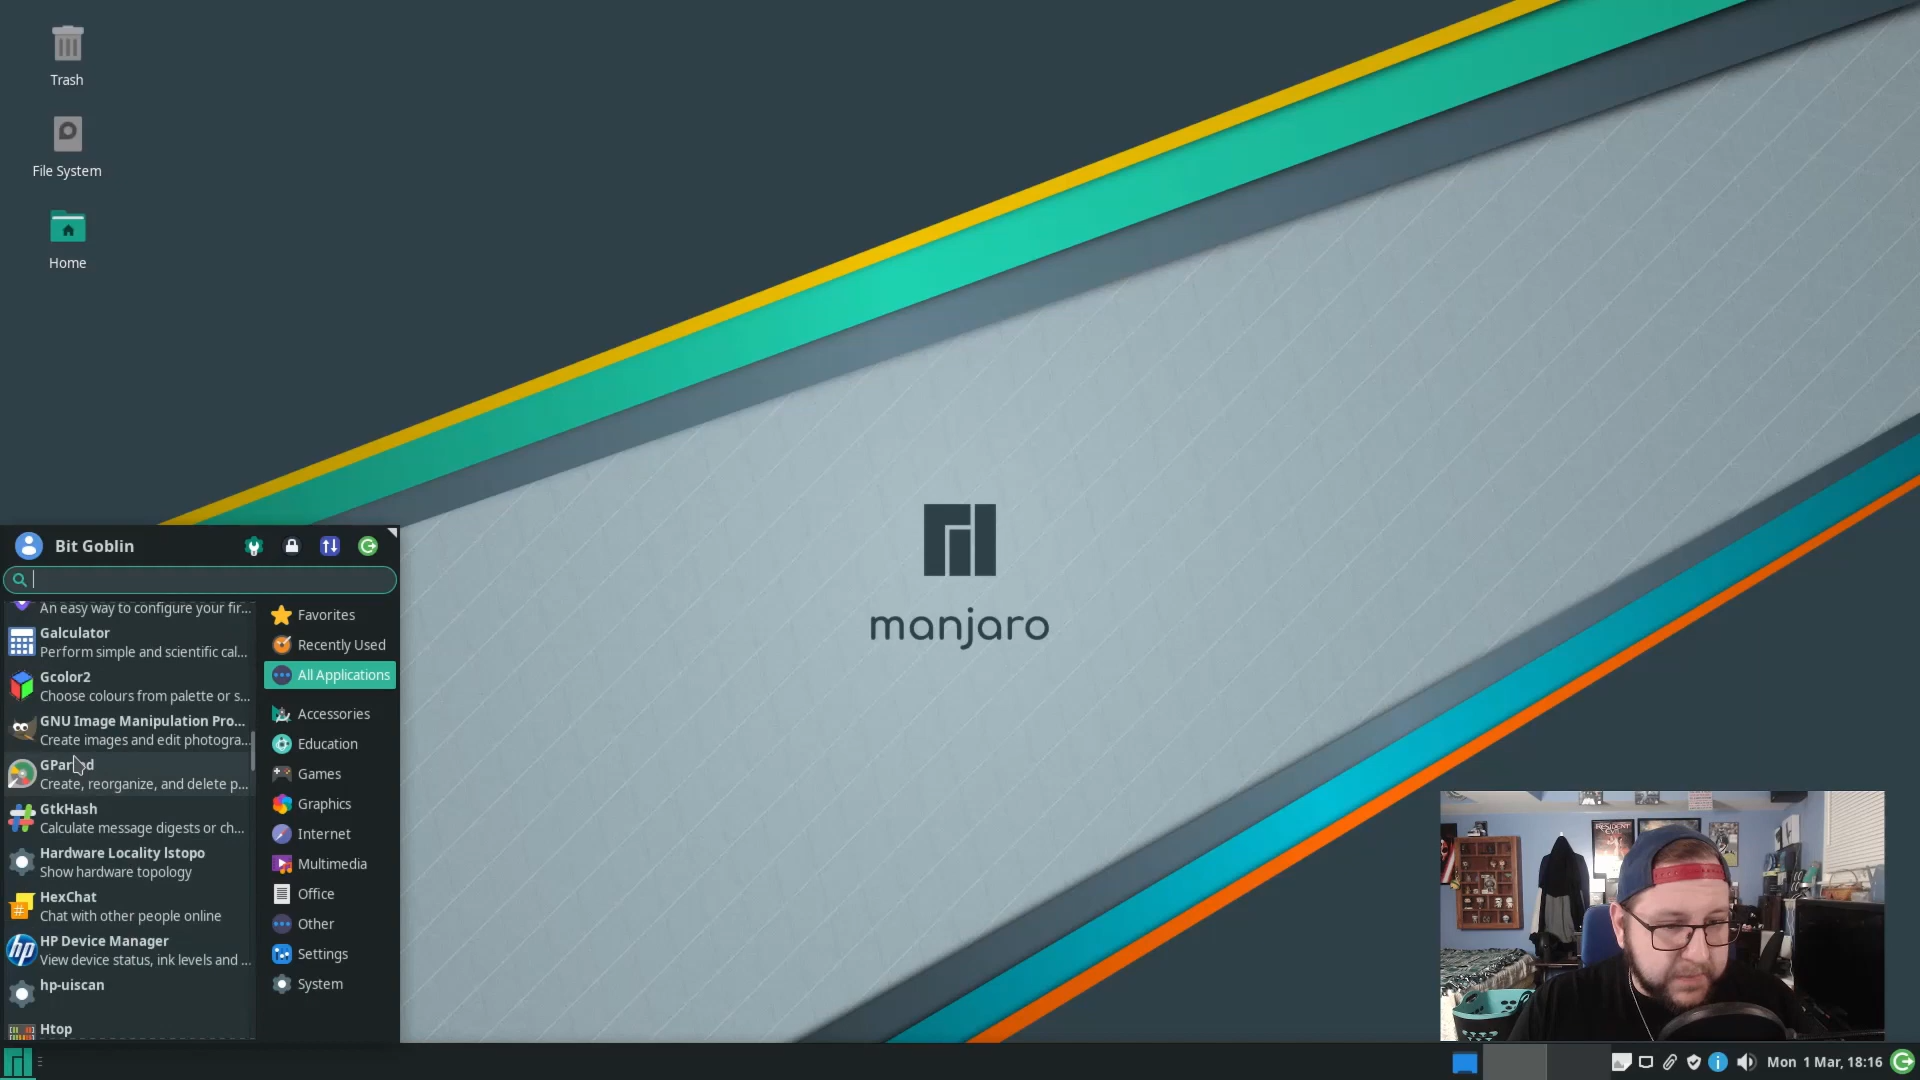 Trash
File System
Home
manjaro
Bit Goblin
An easy way to configure your fir...
Galculator
Perform simple and scientific cal...
Gcolor2
Choose colours from palette or s...
GNU Image Manipulation Pro...
Create images and edit photogra...
GParted
Create, reorganize, and delete p...
GtkHash
Calculate message digests or ch...
Hardware Locality lstopo
Show hardware topology
HexChat
Chat with other people online
HP Device Manager
View device status, ink levels and ...
hp-uiscan
Htop
Favorites
Recently Used
All Applications
Accessories
Education
Games
Graphics
Internet
Multimedia
Office
Other
Settings
System
RESIDENT EVIL
Mon 1 Mar, 18:16